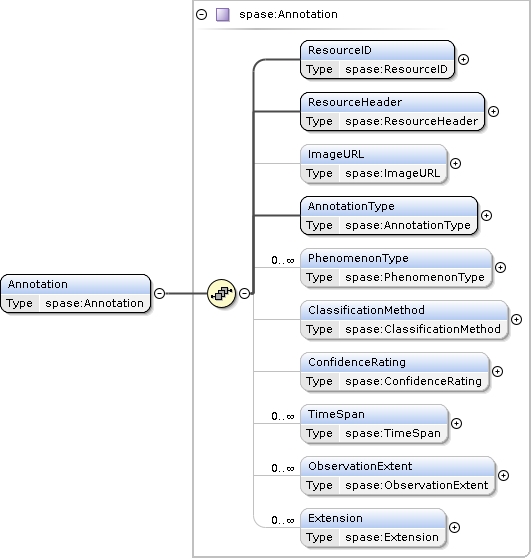 spase:Annotation
ResourceID
Type spase:ResourceID
ResourceHeader
Type spase:ResourceHeader
ImageURL
Type spase:ImageURL
AnnotationType
Type spase:AnnotationType
0..∞ PhenomenonType
Type spase:PhenomenonType
Annotation
Type spase:Annotation
ClassificationMethod
Type spase:ClassificationMethod
ConfidenceRating
Type spase:ConfidenceRating
0..∞ TimeSpan
Type spase:TimeSpan
0..∞ ObservationExtent
Type spase:ObservationExtent
0..∞ Extension
Type spase:Extension